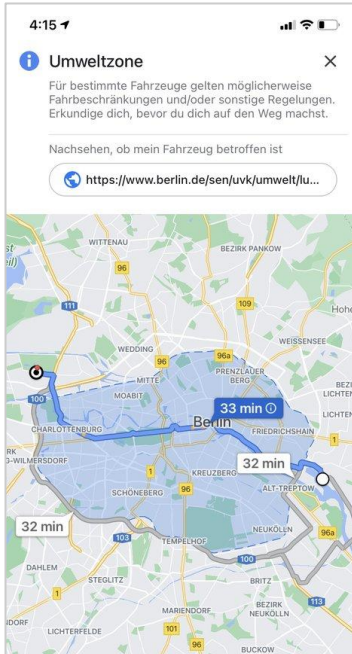 4:15
Umweltzone
Für bestimmte Fahrzeuge gelten möglicherweise
Fahrbeschränkungen und/oder sonstige Regelungen.
Erkundige dich, bevor du dich auf den Weg machst.
Nachsehen, ob mein Fahrzeug betroffen ist
https://www.berlin.de/sen/uvk/umwelt/lu...
WITTENAU
BEZIRK PANKOW
96
111
109
WEISSENSEE
WEDDING
96
96a
PRENZLAUER
BERG
MITTE
MOABIT
100
33 min
Berlin
LICHTEN
CHARLOTTENBURG
FRIEDRICHSHAIN
1
G-WILMERSDORF
32 min
KREUZBERG
1
96
ALT-TREPTOW
SCHÖNEBERG
32 min
NEUKÖLLN
96a
103
TEMPELHOF
100
DAHLEM
STEGLITZ
BRITZ
1
113
MARIENDORF
BEZIRK
NEUKÖLLN
101
96
LICHTERFELDE
BUCKOW